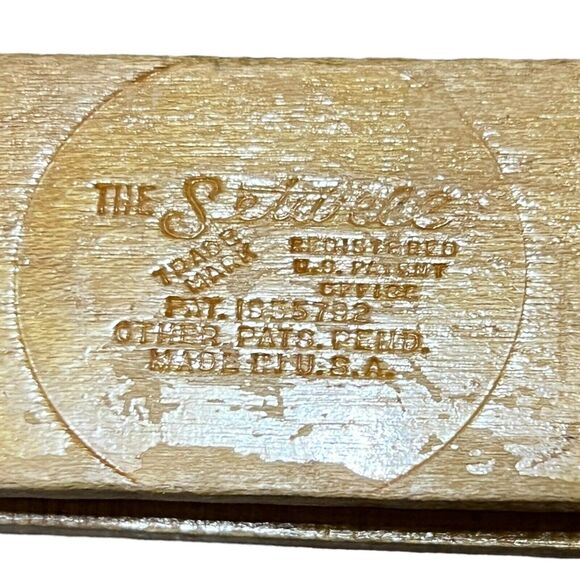 THE Setwell
TRADE MARK
REGISTERED
U.S. PATENT
OFFICE
PAT. 1855792
OTHER PATS. PEND.
MADE IN U.S.A.